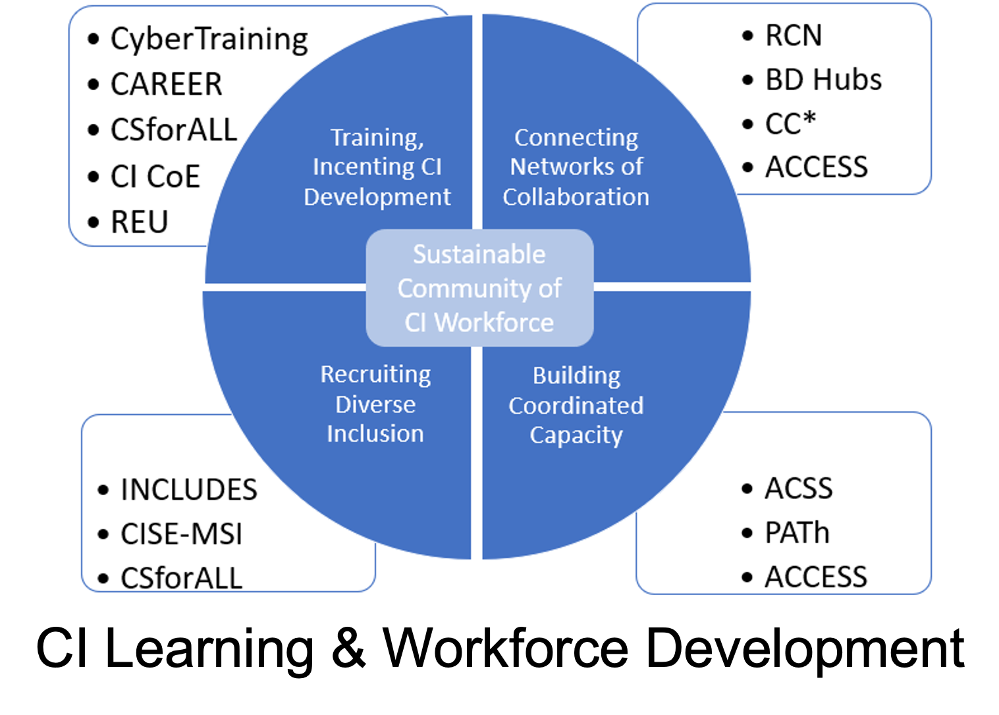 • CyberTraining
• CAREER
• CSforALL
• CI CoE
• REU
• RCN
• BD Hubs
• CC*
• ACCESS
Training,
Incenting CI
Development
Connecting
Networks of
Collaboration
Sustainable
Community of
CI Workforce
Recruiting
Diverse
Inclusion
Building
Coordinated
Capacity
• INCLUDES
• CISE-MSI
• CSforALL
• ACSS
• PATh
• ACCESS
CI Learning & Workforce Development